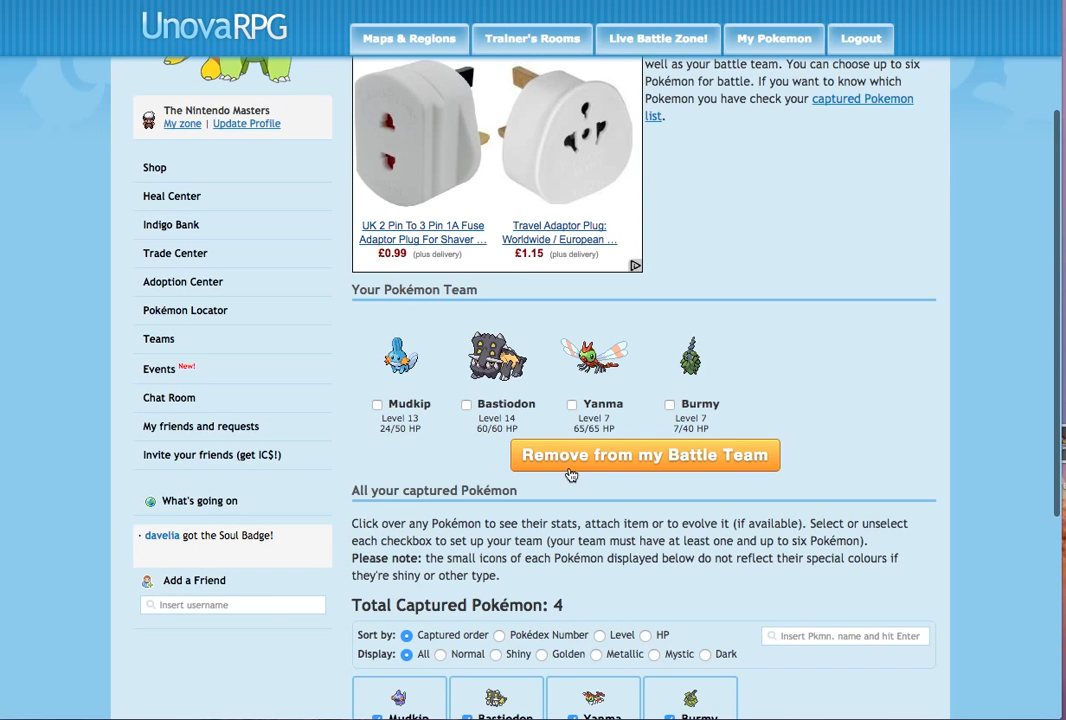 UnovaRPG
Maps & Regions
Trainer's Rooms
Live Battle Zone!
My Pokemon
Logout
The NIntendo Masters
My zone | Update Profile
Shop
Heal Center
Indigo Bank
Trade Center
Adoption Center
Pokémon Locator
Teams
Events New!
Chat Room
My friends and requests
Invite your friends (get IC$!)
What's going on
· davelia got the Soul Badge!
Add a Friend
Insert username
UK 2 Pin To 3 Pin 1A Fuse
Adaptor Plug For Shaver ...
£0.99 (plus delivery)
Travel Adaptor Plug:
Worldwide / European ...
£1.15 (plus delivery)
well as your battle team. You can choose up to six
Pokémon for battle. If you want to know which
Pokemon you have check your captured Pokemon
list.
Your Pokémon Team
Mudkip
Level 13
24/50 HP
Bastiodon
Level 14
60/60 HP
Yanma
Level 7
65/65 HP
Burmy
Level 7
7/40 HP
Remove from my Battle Team
All your captured Pokémon
Click over any Pokémon to see their stats, attach item or to evolve it (if available). Select or unselect
each checkbox to set up your team (your team must have at least one and up to six Pokémon).
Please note: the small icons of each Pokémon displayed below do not reflect their special colours if
they're shiny or other type.
Total Captured Pokémon: 4
Sort by: Captured order Pokédex Number Level HP
Insert Pkmn. name and hit Enter
Display: All Normal Shiny Golden Metallic Mystic Dark
Mudkip
Bastiodon
Yanma
Burmy